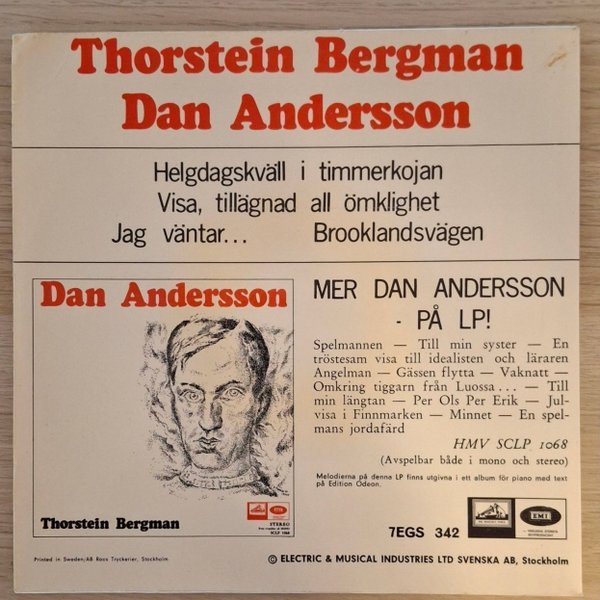 Thorstein Bergman
Dan Andersson
Helgdagskväll i timmerkojan
Visa, tillägnad all ömklighet
Jag väntar... Brooklandsvägen
Dan Andersson
Thorstein Bergman
STEREO
SCLP 1068
MER DAN ANDERSSON
- PÅ LP!
Spelmannen — Till min syster — En
tröstesam visa till idealisten och läraren
Angelman — Gässen flytta — Vaknatt —
Omkring tiggarn från Luossa... — Till
min längtan — Per Ols Per Erik — Jul-
visa i Finnmarken — Minnet — En spel-
mans jordafärd
HMV SCLP 1068
(Avspelbar både i mono och stereo)
Melodierna på denna LP finns utgivna i ett album för piano med text
på Edition Odeon.
7EGS 342
EMI
Printed in Sweden/AB Roos Tryckerier, Stockholm.
© ELECTRIC & MUSICAL INDUSTRIES LTD SVENSKA AB, Stockholm